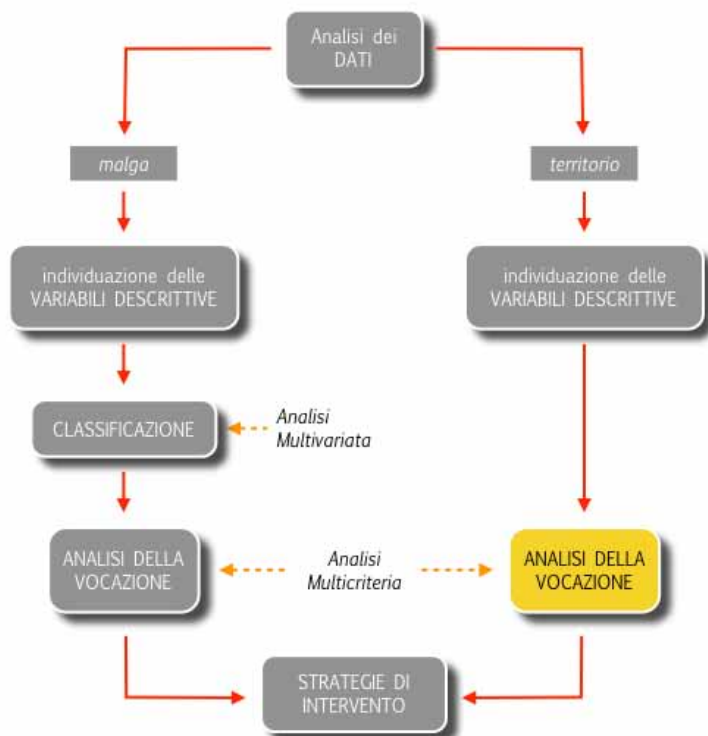 Analisi dei
DATI
malga
territorio
individuazione delle
VARIABILI DESCRITTIVE
individuazione delle
VARIABILI DESCRITTIVE
CLASSIFICAZIONE
Analisi
Multivariata
ANALISI DELLA
VOCAZIONE
Analisi
Multicriteria
ANALISI DELLA
VOCAZIONE
STRATEGIE DI
INTERVENTO